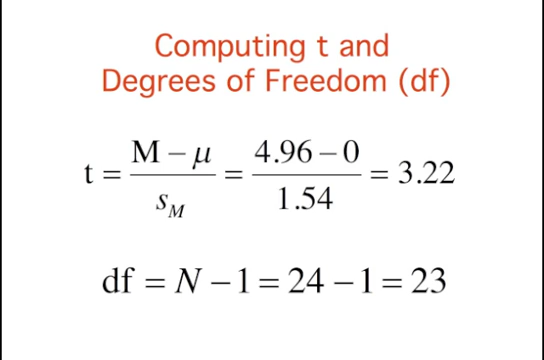 Computing t and
Degrees of Freedom (df)
t = M − μ / s_M = 4.96 − 0 / 1.54 = 3.22
df = N − 1 = 24 − 1 = 23